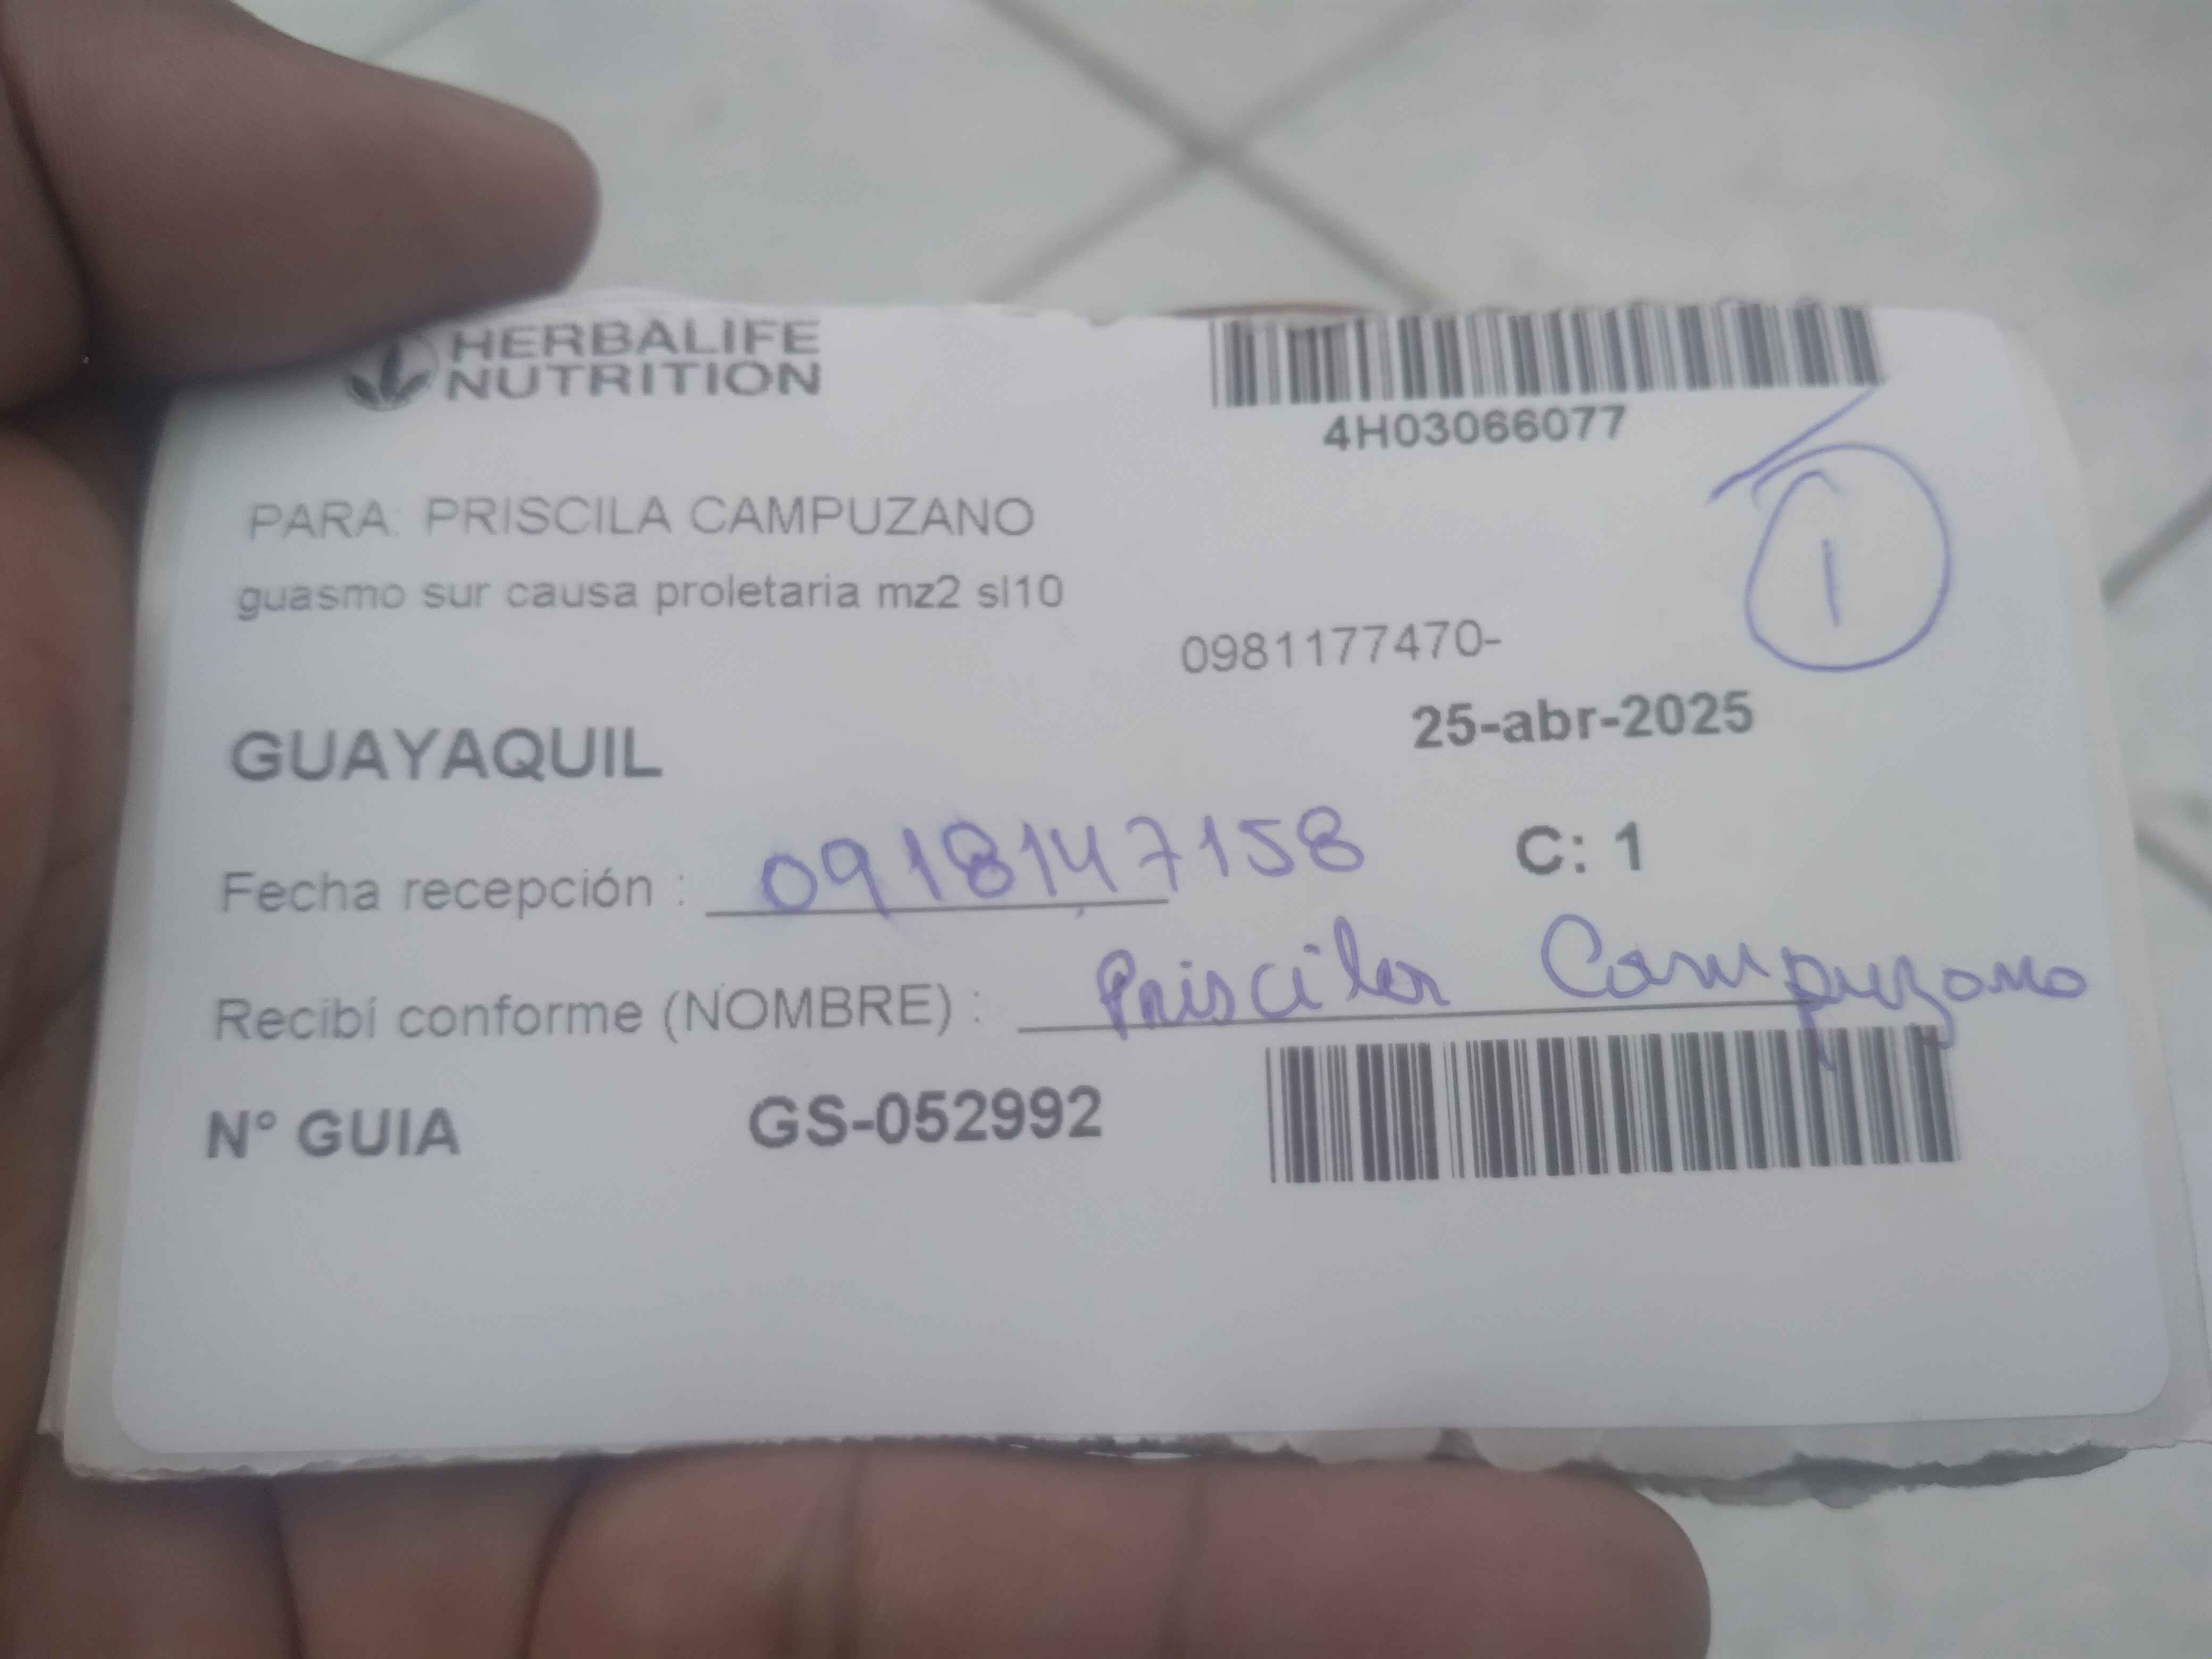 HERBALIFE
NUTRITION
4H03066077
PARA: PRISCILA CAMPUZANO
1
guasmo sur causa proletaria mz2 sl10
0981177470-
25-abr-2025
GUAYAQUIL
Fecha recepción : 0918147158
C: 1
Recibí conforme (NOMBRE) : Priscila Campuzano
N° GUIA GS-052992